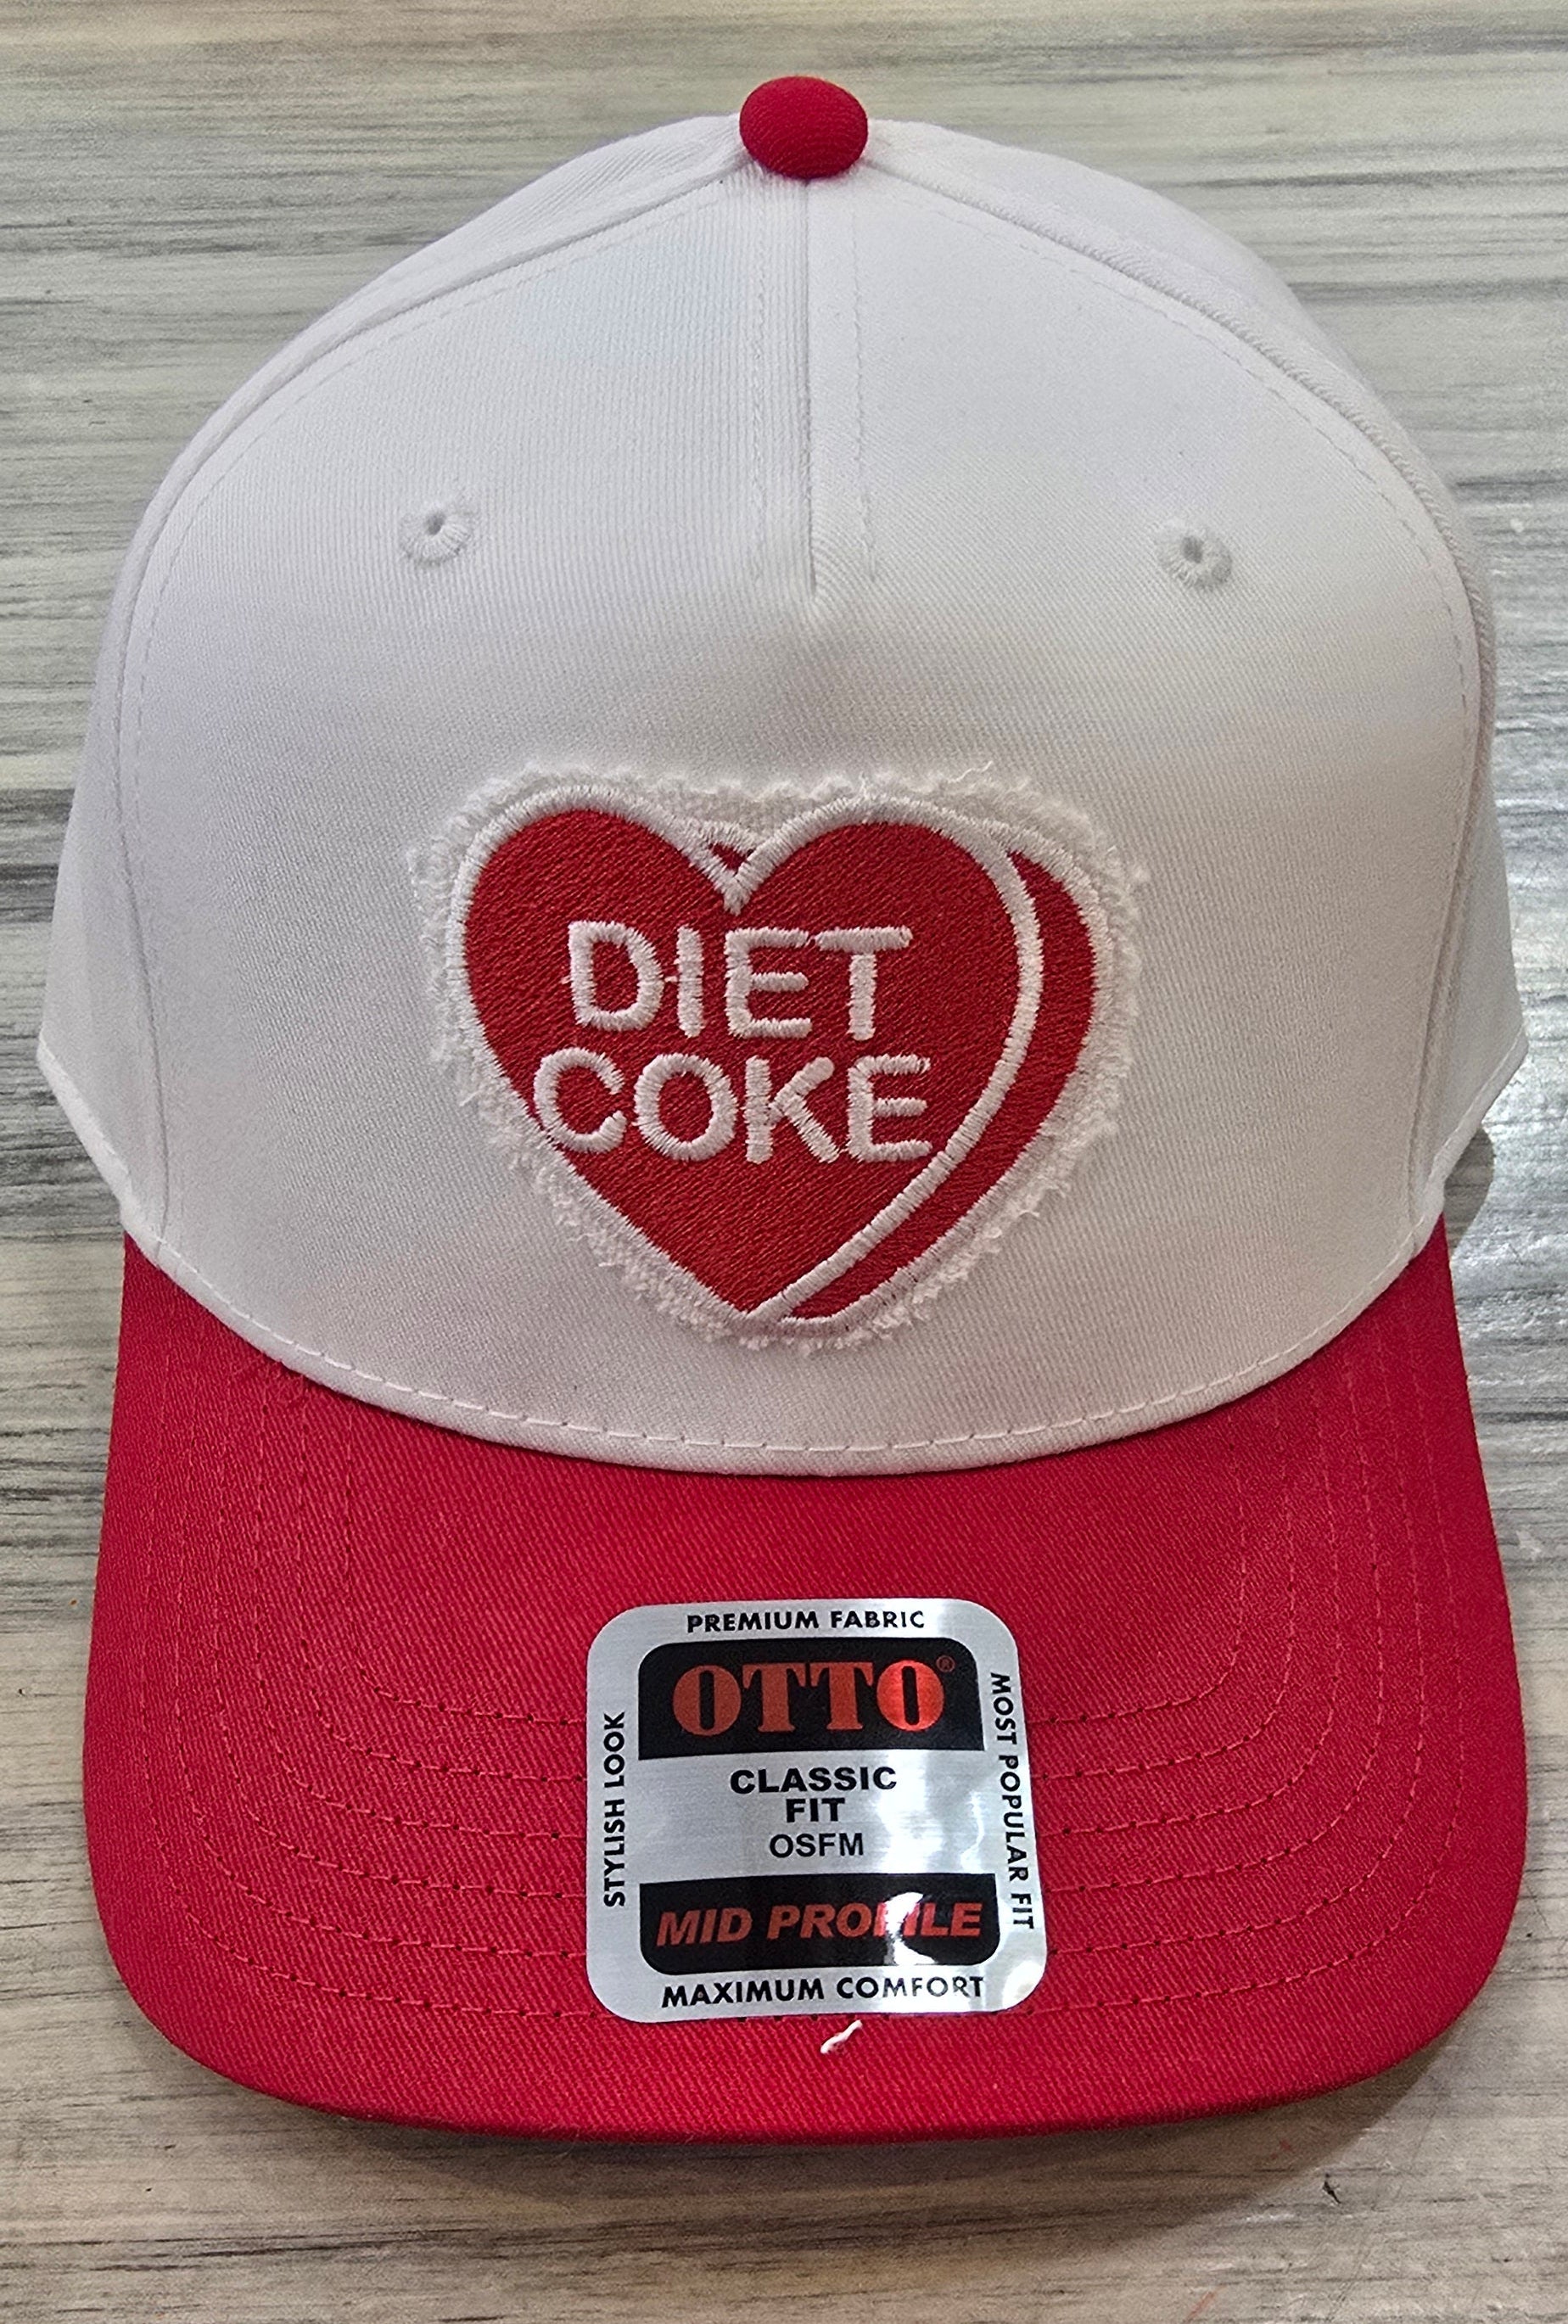 DIET
COKE
PREMIUM FABRIC
OTTO®
STYLISH LOOK
CLASSIC
FIT
OSFM
MOST POPULAR FIT
MID PROFILE
MAXIMUM COMFORT